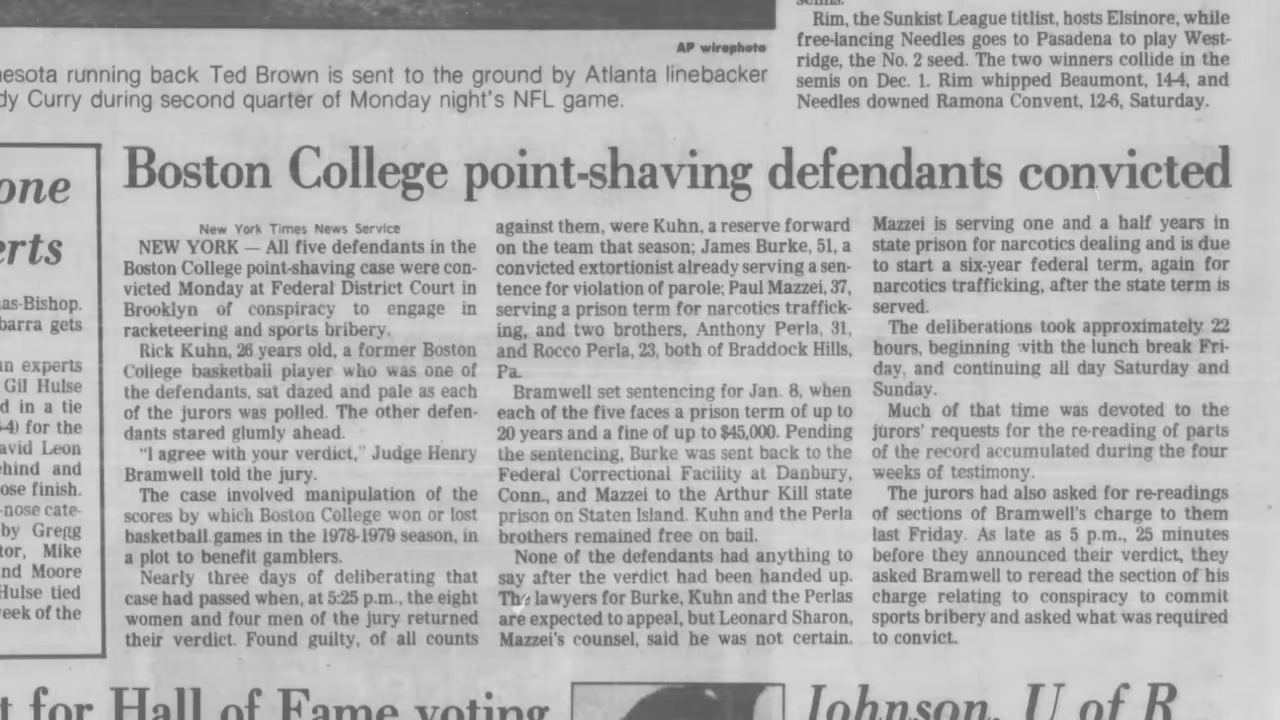 semis.
Rim, the Sunkist League titlist, hosts Elsinore, while
free-lancing Needles goes to Pasadena to play West-
ridge, the No. 2 seed. The two winners collide in the
semis on Dec. 1. Rim whipped Beaumont, 14-4, and
Needles downed Ramona Convent, 12-6, Saturday.
AP wirephoto
nesota running back Ted Brown is sent to the ground by Atlanta linebacker
dy Curry during second quarter of Monday night's NFL game.
one
erts
as-Bishop.
barra gets
n experts
Gil Hulse
d in a tie
-4) for the
avid Leon
hind and
ose finish.
-nose cate-
by Gregg
tor, Mike
nd Moore
Hulse tied
eek of the
Boston College point-shaving defendants convicted
New York Times News Service
NEW YORK — All five defendants in the
Boston College point-shaving case were con-
victed Monday at Federal District Court in
Brooklyn of conspiracy to engage in
racketeering and sports bribery.
Rick Kuhn, 26 years old, a former Boston
College basketball player who was one of
the defendants, sat dazed and pale as each
of the jurors was polled. The other defen-
dants stared glumly ahead.
"I agree with your verdict," Judge Henry
Bramwell told the jury.
The case involved manipulation of the
scores by which Boston College won or lost
basketball games in the 1978-1979 season, in
a plot to benefit gamblers.
Nearly three days of deliberating that
case had passed when, at 5:25 p.m., the eight
women and four men of the jury returned
their verdict. Found guilty, of all counts
against them, were Kuhn, a reserve forward
on the team that season; James Burke, 51, a
convicted extortionist already serving a sen-
tence for violation of parole; Paul Mazzei, 37,
serving a prison term for narcotics traffick-
ing, and two brothers, Anthony Perla, 31,
and Rocco Perla, 23, both of Braddock Hills,
Pa.
Bramwell set sentencing for Jan. 8, when
each of the five faces a prison term of up to
20 years and a fine of up to $45,000. Pending
the sentencing, Burke was sent back to the
Federal Correctional Facility at Danbury,
Conn., and Mazzei to the Arthur Kill state
prison on Staten Island. Kuhn and the Perla
brothers remained free on bail.
None of the defendants had anything to
say after the verdict had been handed up.
The lawyers for Burke, Kuhn and the Perlas
are expected to appeal, but Leonard Sharon,
Mazzei's counsel, said he was not certain.
Mazzei is serving one and a half years in
state prison for narcotics dealing and is due
to start a six-year federal term, again for
narcotics trafficking, after the state term is
served.
The deliberations took approximately 22
hours, beginning with the lunch break Fri-
day, and continuing all day Saturday and
Sunday.
Much of that time was devoted to the
jurors' requests for the re-reading of parts
of the record accumulated during the four
weeks of testimony.
The jurors had also asked for re-readings
of sections of Bramwell's charge to them
last Friday. As late as 5 p.m., 25 minutes
before they announced their verdict, they
asked Bramwell to reread the section of his
charge relating to conspiracy to commit
sports bribery and asked what was required
to convict.
t for Hall of Fame voting
Johnson, U of R